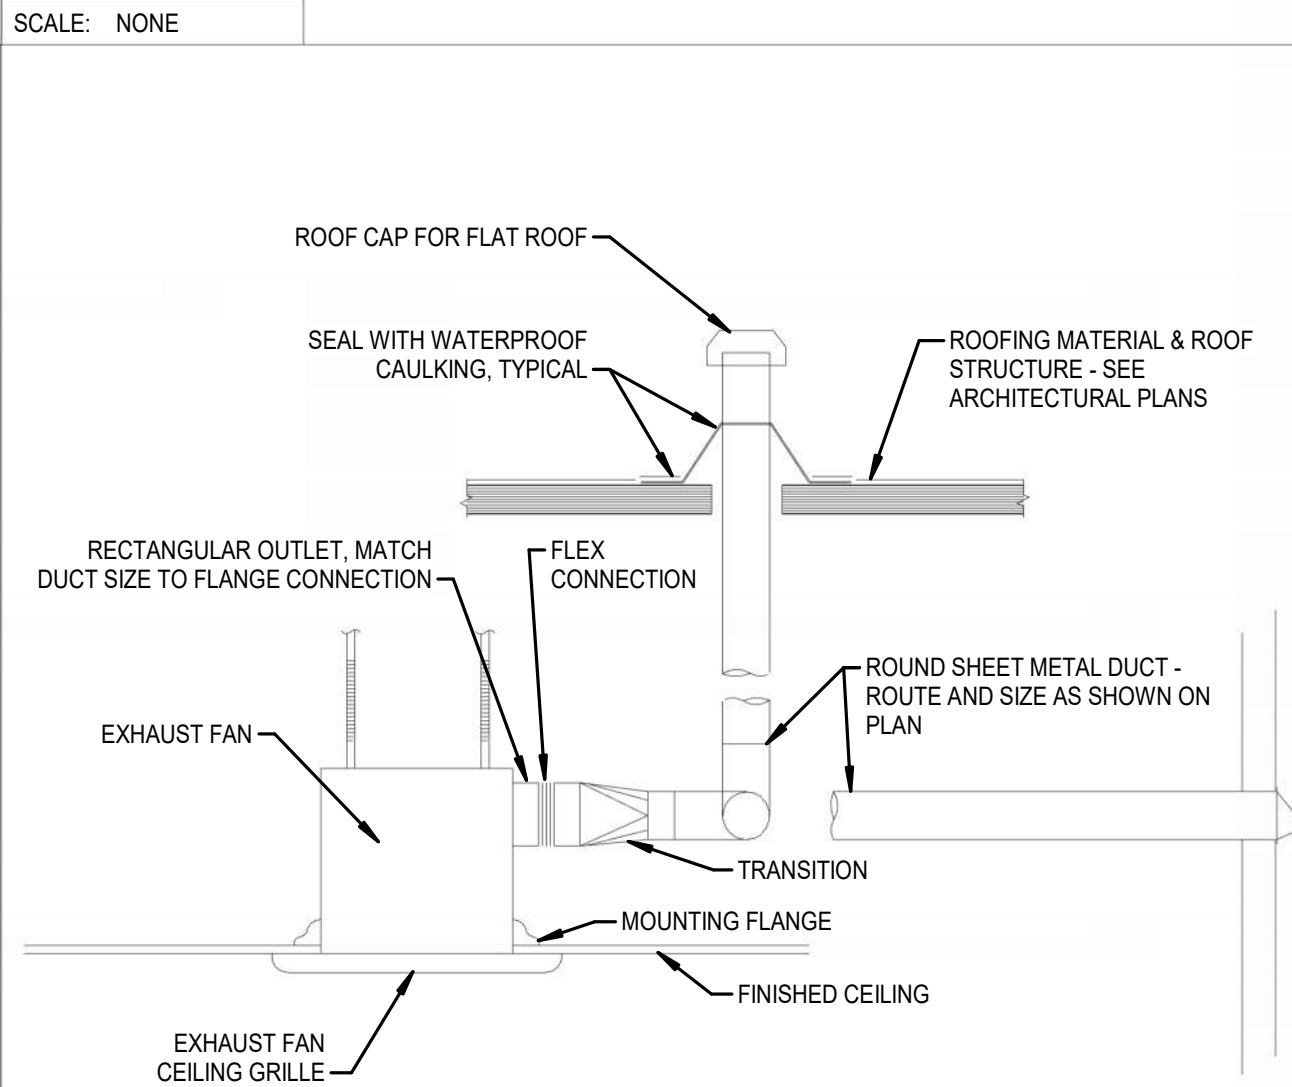 SCALE: NONE
ROOF CAP FOR FLAT ROOF
SEAL WITH WATERPROOF
CAULKING, TYPICAL
ROOFING MATERIAL & ROOF
STRUCTURE - SEE
ARCHITECTURAL PLANS
RECTANGULAR OUTLET, MATCH
DUCT SIZE TO FLANGE CONNECTION
FLEX
CONNECTION
ROUND SHEET METAL DUCT -
ROUTE AND SIZE AS SHOWN ON
PLAN
EXHAUST FAN
TRANSITION
MOUNTING FLANGE
FINISHED CEILING
EXHAUST FAN
CEILING GRILLE